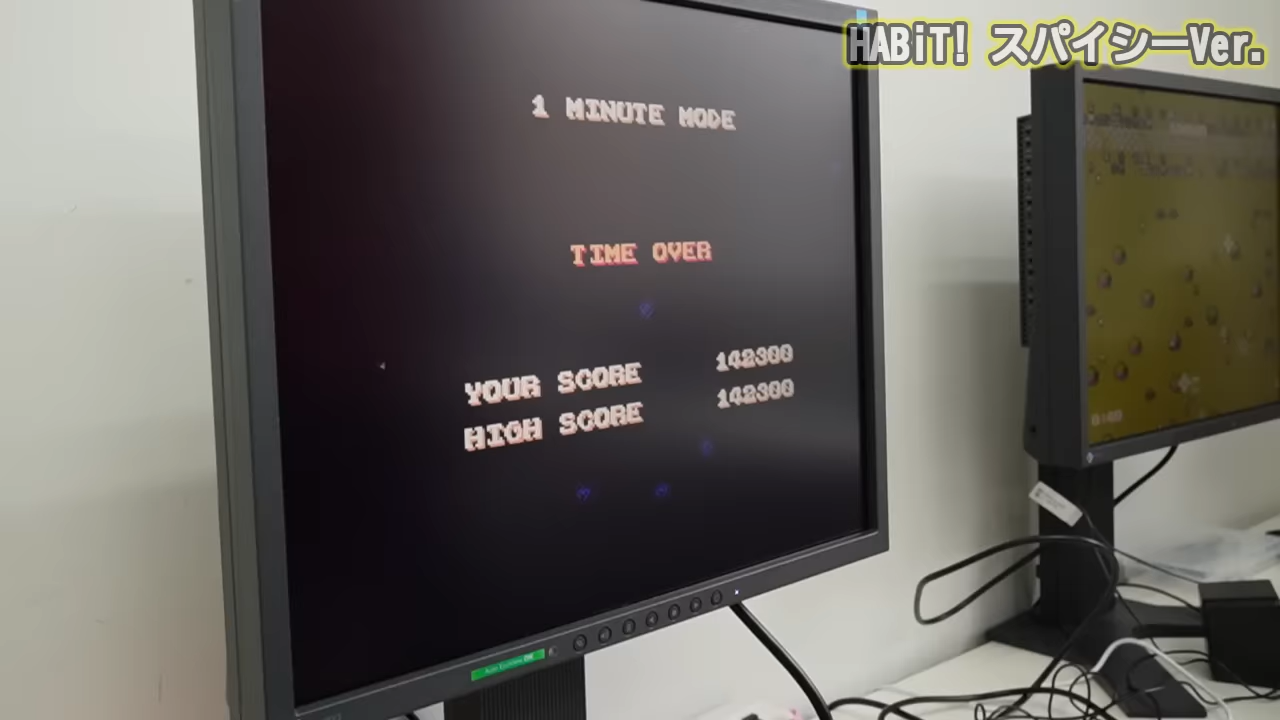 HABiT! スパイシーVer.
1 MINUTE MODE
TIME OVER
YOUR SCORE 142300
HIGH SCORE 142300